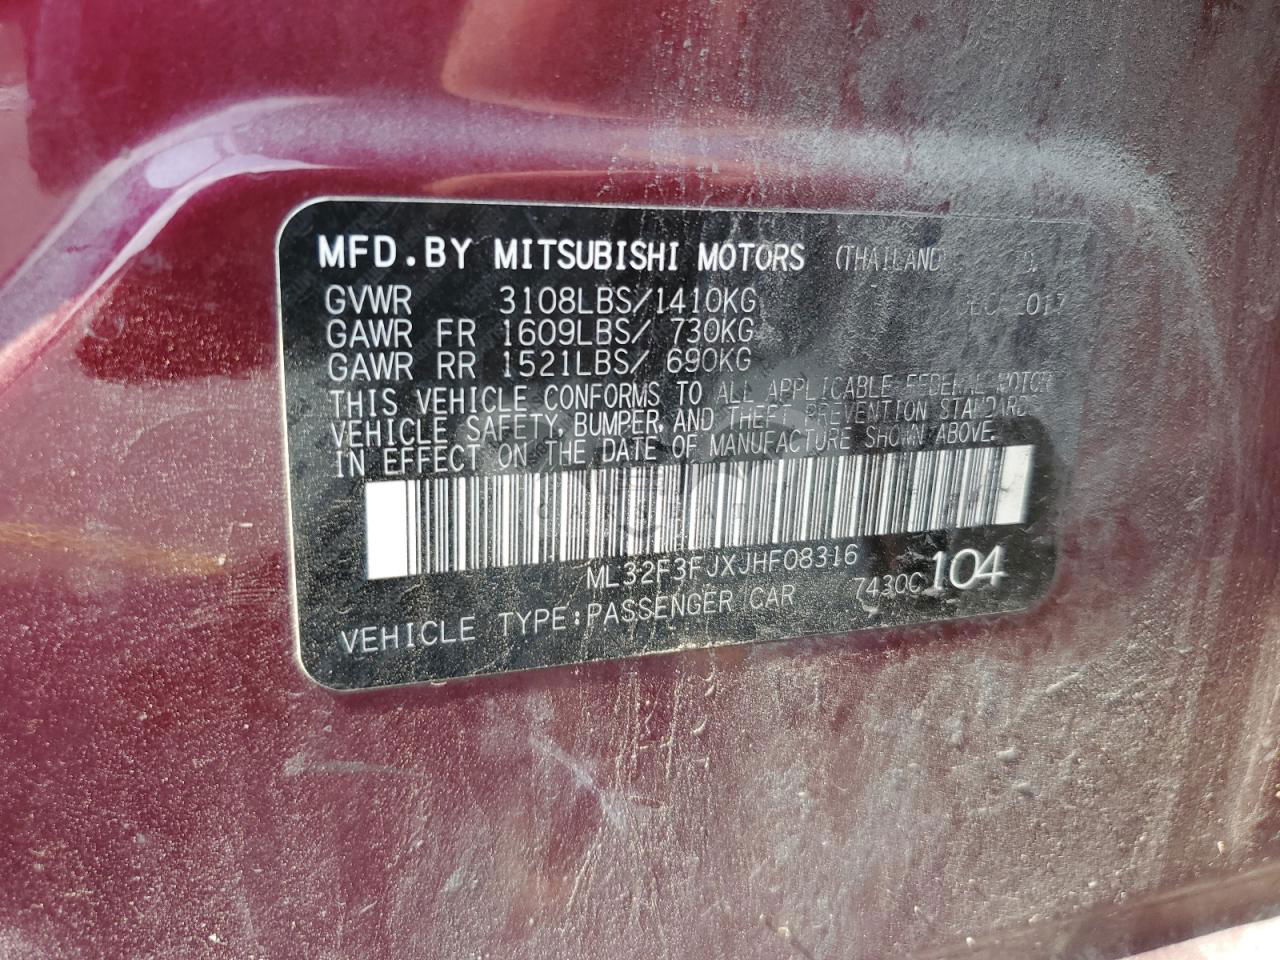 MFD.BY MITSUBISHI MOTORS (THAILAND
GVWR 3108LBS/1410KG 2017
GAWR FR 1609LBS/ 730KG
GAWR RR 1521LBS/ 690KG
THIS VEHICLE CONFORMS TO ALL APPLICABLE FEDERAL MOTOR
VEHICLE SAFETY, BUMPER, AND THEFT PREVENTION STANDARDS
IN EFFECT ON THE DATE OF MANUFACTURE SHOWN ABOVE.
ML32F3FJXJHF08316
VEHICLE TYPE:PASSENGER CAR 7430C 104